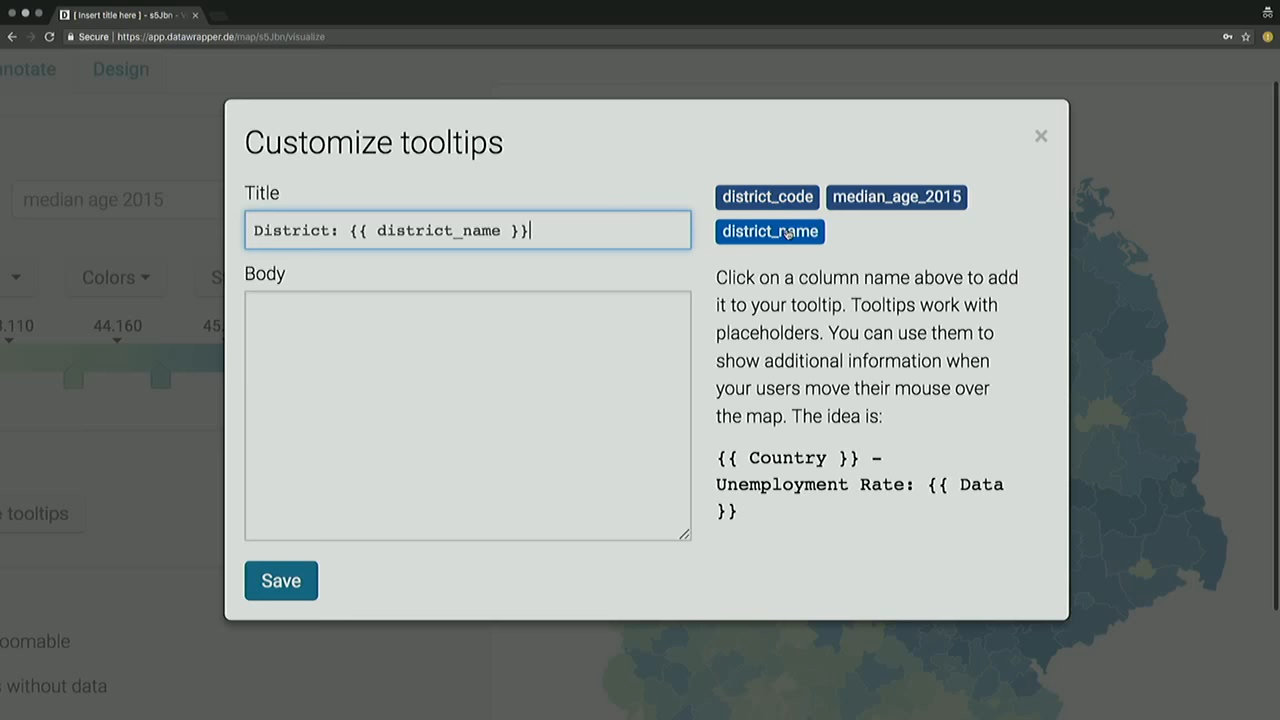 [ Insert title here ] - s5Jbn -
Secure | https://app.datawrapper.de/map/s5Jbn/visualize
nnotate Design
Customize tooltips
Title
district_code median_age_2015
median age 2015
District: {{ district_name }}
district_name
Body
Click on a column name above to add
it to your tooltip. Tooltips work with
placeholders. You can use them to
show additional information when
your users move their mouse over
the map. The idea is:
{{ Country }} -
Unemployment Rate: {{ Data
}}
Colors
S
.110 44.160 45.
e tooltips
Save
oomable
s without data